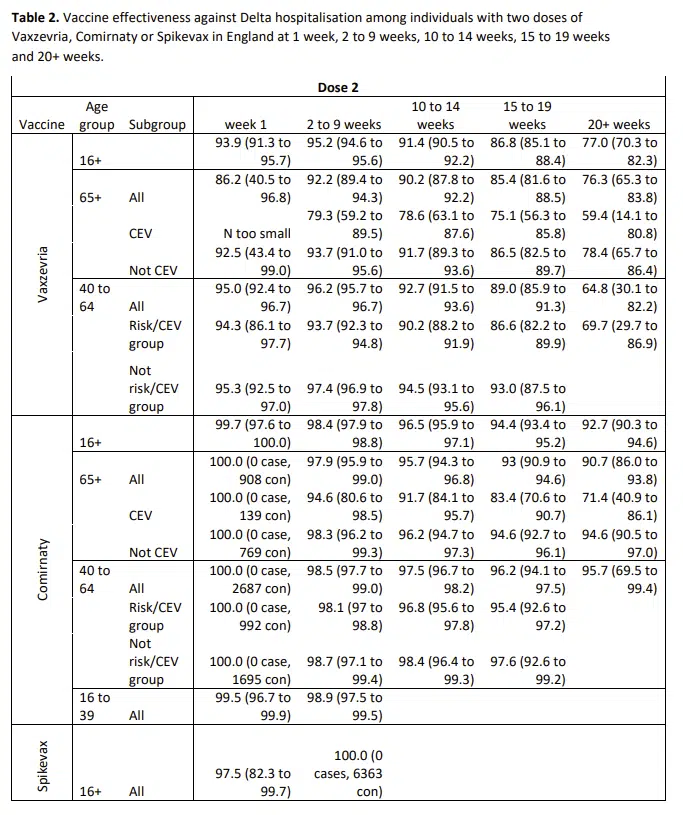 Table 2. Vaccine effectiveness against Delta hospitalisation among individuals with two doses of
Vaxzevria, Comirnaty or Spikevax in England at 1 week, 2 to 9 weeks, 10 to 14 weeks, 15 to 19 weeks
and 20+ weeks.
Dose 2
Age 10 to 14 15 to 19
Vaccine group Subgroup week 1 2 to 9 weeks weeks weeks 20+ weeks
Vaxzevria
93.9 (91.3 to 95.2 (94.6 to 91.4 (90.5 to 86.8 (85.1 to 77.0 (70.3 to
16+ 95.7) 95.6) 92.2) 88.4) 82.3)
86.2 (40.5 to 92.2 (89.4 to 90.2 (87.8 to 85.4 (81.6 to 76.3 (65.3 to
65+ All 96.8) 94.3) 92.2) 88.5) 83.8)
79.3 (59.2 to 78.6 (63.1 to 75.1 (56.3 to 59.4 (14.1 to
CEV N too small 89.5) 87.6) 85.8) 80.8)
92.5 (43.4 to 93.7 (91.0 to 91.7 (89.3 to 86.5 (82.5 to 78.4 (65.7 to
Not CEV 99.0) 95.6) 93.6) 89.7) 86.4)
40 to 95.0 (92.4 to 96.2 (95.7 to 92.7 (91.5 to 89.0 (85.9 to 64.8 (30.1 to
64 All 96.7) 96.7) 93.6) 91.3) 82.2)
Risk/CEV 94.3 (86.1 to 93.7 (92.3 to 90.2 (88.2 to 86.6 (82.2 to 69.7 (29.7 to
group 97.7) 94.8) 91.9) 89.9) 86.9)
Not
risk/CEV 95.3 (92.5 to 97.4 (96.9 to 94.5 (93.1 to 93.0 (87.5 to
group 97.0) 97.8) 95.6) 96.1)
Comirnaty
99.7 (97.6 to 98.4 (97.9 to 96.5 (95.9 to 94.4 (93.4 to 92.7 (90.3 to
16+ 100.0) 98.8) 97.1) 95.2) 94.6)
100.0 (0 case, 97.9 (95.9 to 95.7 (94.3 to 93 (90.9 to 90.7 (86.0 to
65+ All 908 con) 99.0) 96.8) 94.6) 93.8)
100.0 (0 case, 94.6 (80.6 to 91.7 (84.1 to 83.4 (70.6 to 71.4 (40.9 to
CEV 139 con) 98.5) 95.7) 90.7) 86.1)
100.0 (0 case, 98.3 (96.2 to 96.2 (94.7 to 94.6 (92.7 to 94.6 (90.5 to
Not CEV 769 con) 99.3) 97.3) 96.1) 97.0)
40 to 100.0 (0 case, 98.5 (97.7 to 97.5 (96.7 to 96.2 (94.1 to 95.7 (69.5 to
64 All 2687 con) 99.0) 98.2) 97.5) 99.4)
Risk/CEV 100.0 (0 case, 98.1 (97 to 96.8 (95.6 to 95.4 (92.6 to
group 992 con) 98.8) 97.8) 97.2)
Not
risk/CEV 100.0 (0 case, 98.7 (97.1 to 98.4 (96.4 to 97.6 (92.6 to
group 1695 con) 99.4) 99.3) 99.2)
16 to 99.5 (96.7 to 98.9 (97.5 to
39 All 99.9) 99.5)
Spikevax
100.0 (0
97.5 (82.3 to cases, 6363
16+ All 99.7) con)